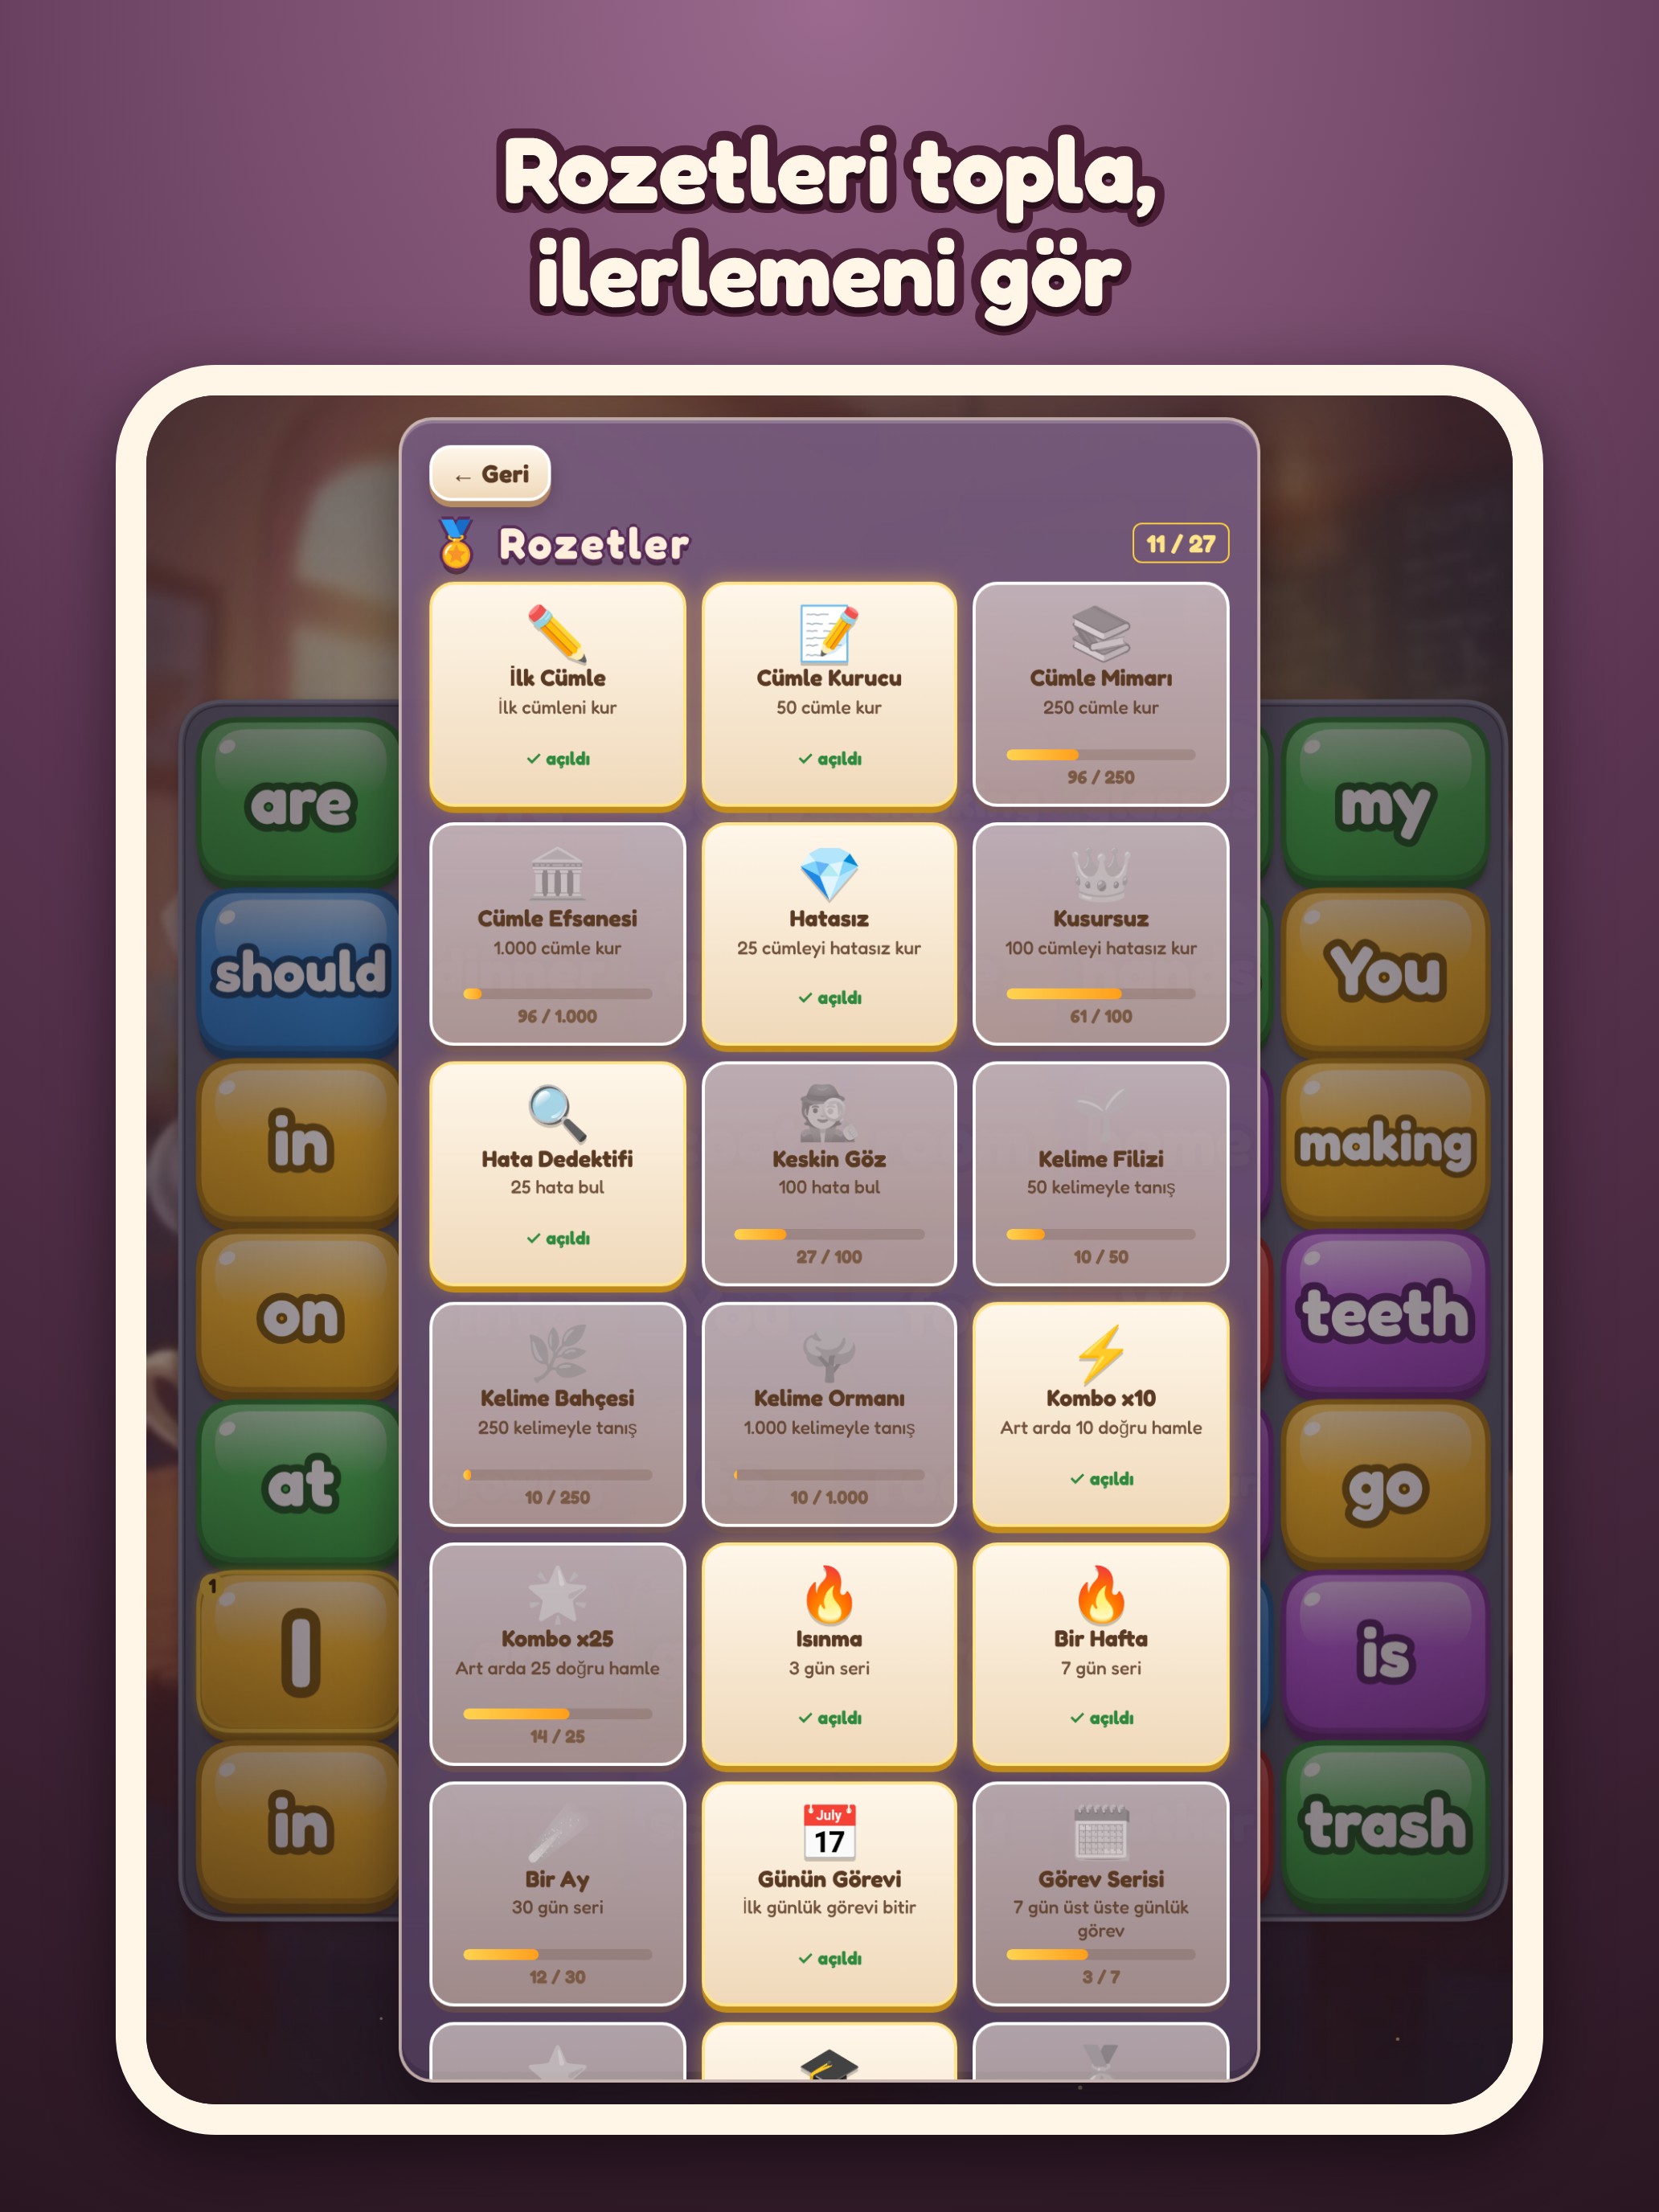 Rozetleri topla,
ilerlemeni gör
← Geri
Rozetler
11 / 27
İlk Cümle
İlk cümleni kur
✓ açıldı
Cümle Kurucu
50 cümle kur
✓ açıldı
Cümle Mimarı
250 cümle kur
96 / 250
Cümle Efsanesi
1.000 cümle kur
96 / 1.000
Hatasız
25 cümleyi hatasız kur
✓ açıldı
Kusursuz
100 cümleyi hatasız kur
61 / 100
Hata Dedektifi
25 hata bul
✓ açıldı
Keskin Göz
100 hata bul
27 / 100
Kelime Filizi
50 kelimeyle tanış
10 / 50
Kelime Bahçesi
250 kelimeyle tanış
10 / 250
Kelime Ormanı
1.000 kelimeyle tanış
10 / 1.000
Kombo x10
Art arda 10 doğru hamle
✓ açıldı
Kombo x25
Art arda 25 doğru hamle
14 / 25
Isınma
3 gün seri
✓ açıldı
Bir Hafta
7 gün seri
✓ açıldı
Bir Ay
30 gün seri
12 / 30
July
17
Günün Görevi
İlk günlük görevi bitir
✓ açıldı
Görev Serisi
7 gün üst üste günlük
görev
3 / 7
are
should
in
on
at
1
I
in
my
You
making
teeth
go
is
trash